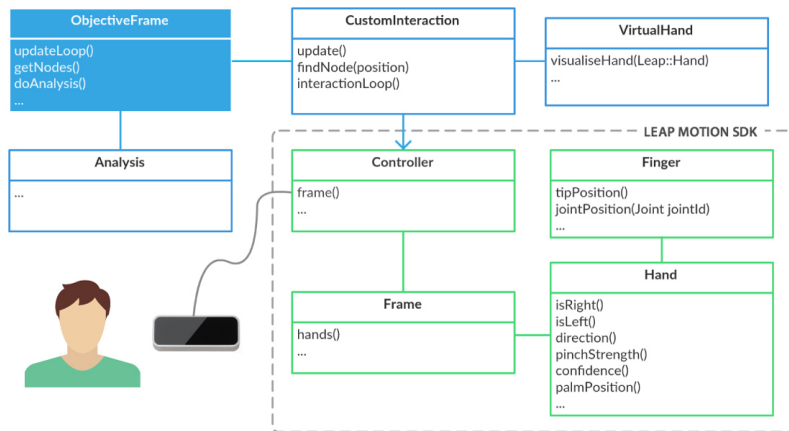 ObjectiveFrame
updateLoop()
getNodes()
doAnalysis()
...
CustomInteraction
update()
findNode(position)
interactionLoop()
VirtualHand
visualiseHand(Leap::Hand)
...
LEAP MOTION SDK
Analysis
...
Controller
frame()
...
Finger
tipPosition()
jointPosition(Joint jointId)
...
Frame
hands()
...
Hand
isRight()
isLeft()
direction()
pinchStrength()
confidence()
palmPosition()
...